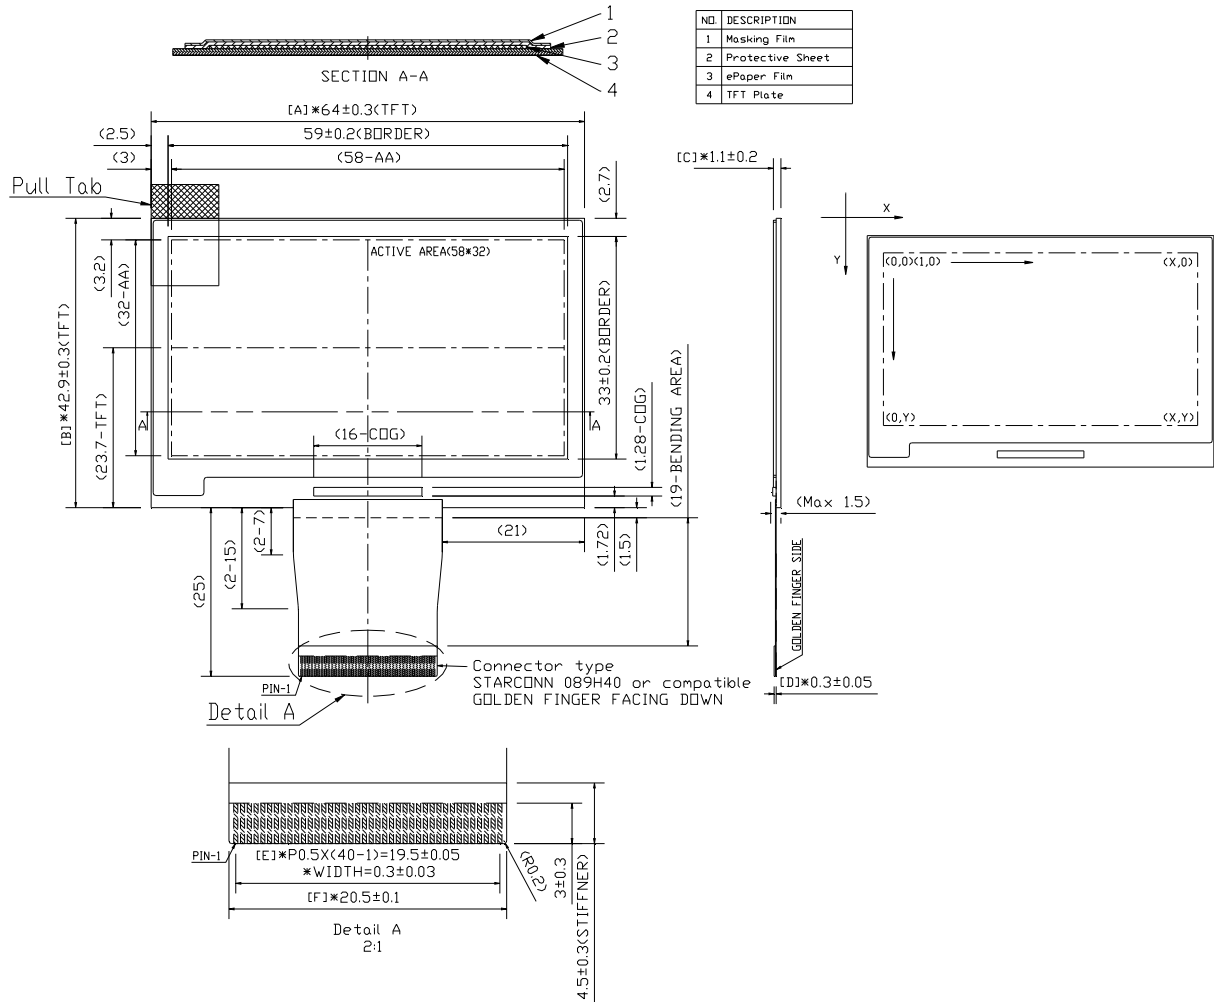 1
2
3
4
SECTION A-A
NO. DESCRIPTION
1 Masking Film
2 Protective Sheet
3 ePaper Film
4 TFT Plate
[A]*64±0.3(TFT)
(2.5)
59±0.2(BORDER)
(3)
(58-AA)
(2.7)
[C]*1.1±0.2
Pull Tab
X
Y
ACTIVE AREA(58*32)
(0,0)(1,0)
(X,0)
(0,Y)
(X,Y)
(3.2)
(32-AA)
[B]*42.9±0.3(TFT)
(23.7-TFT)
33±0.2(BORDER)
(1.28-COG)
(19-BENDING AREA)
A
A
(16-COG)
(Max 1.5)
(21)
(1.72)
(1.5)
(2-7)
(2-15)
(25)
GOLDEN FINGER SIDE
Connector type
STARCONN 089H40 or compatible
GOLDEN FINGER FACING DOWN
[D]*0.3±0.05
PIN-1
Detail A
PIN-1
[E]*P0.5X(40-1)=19.5±0.05
*WIDTH=0.3±0.03
[F]*20.5±0.1
(R0.2)
3±0.3
4.5±0.3(STIFFNER)
Detail A
2:1